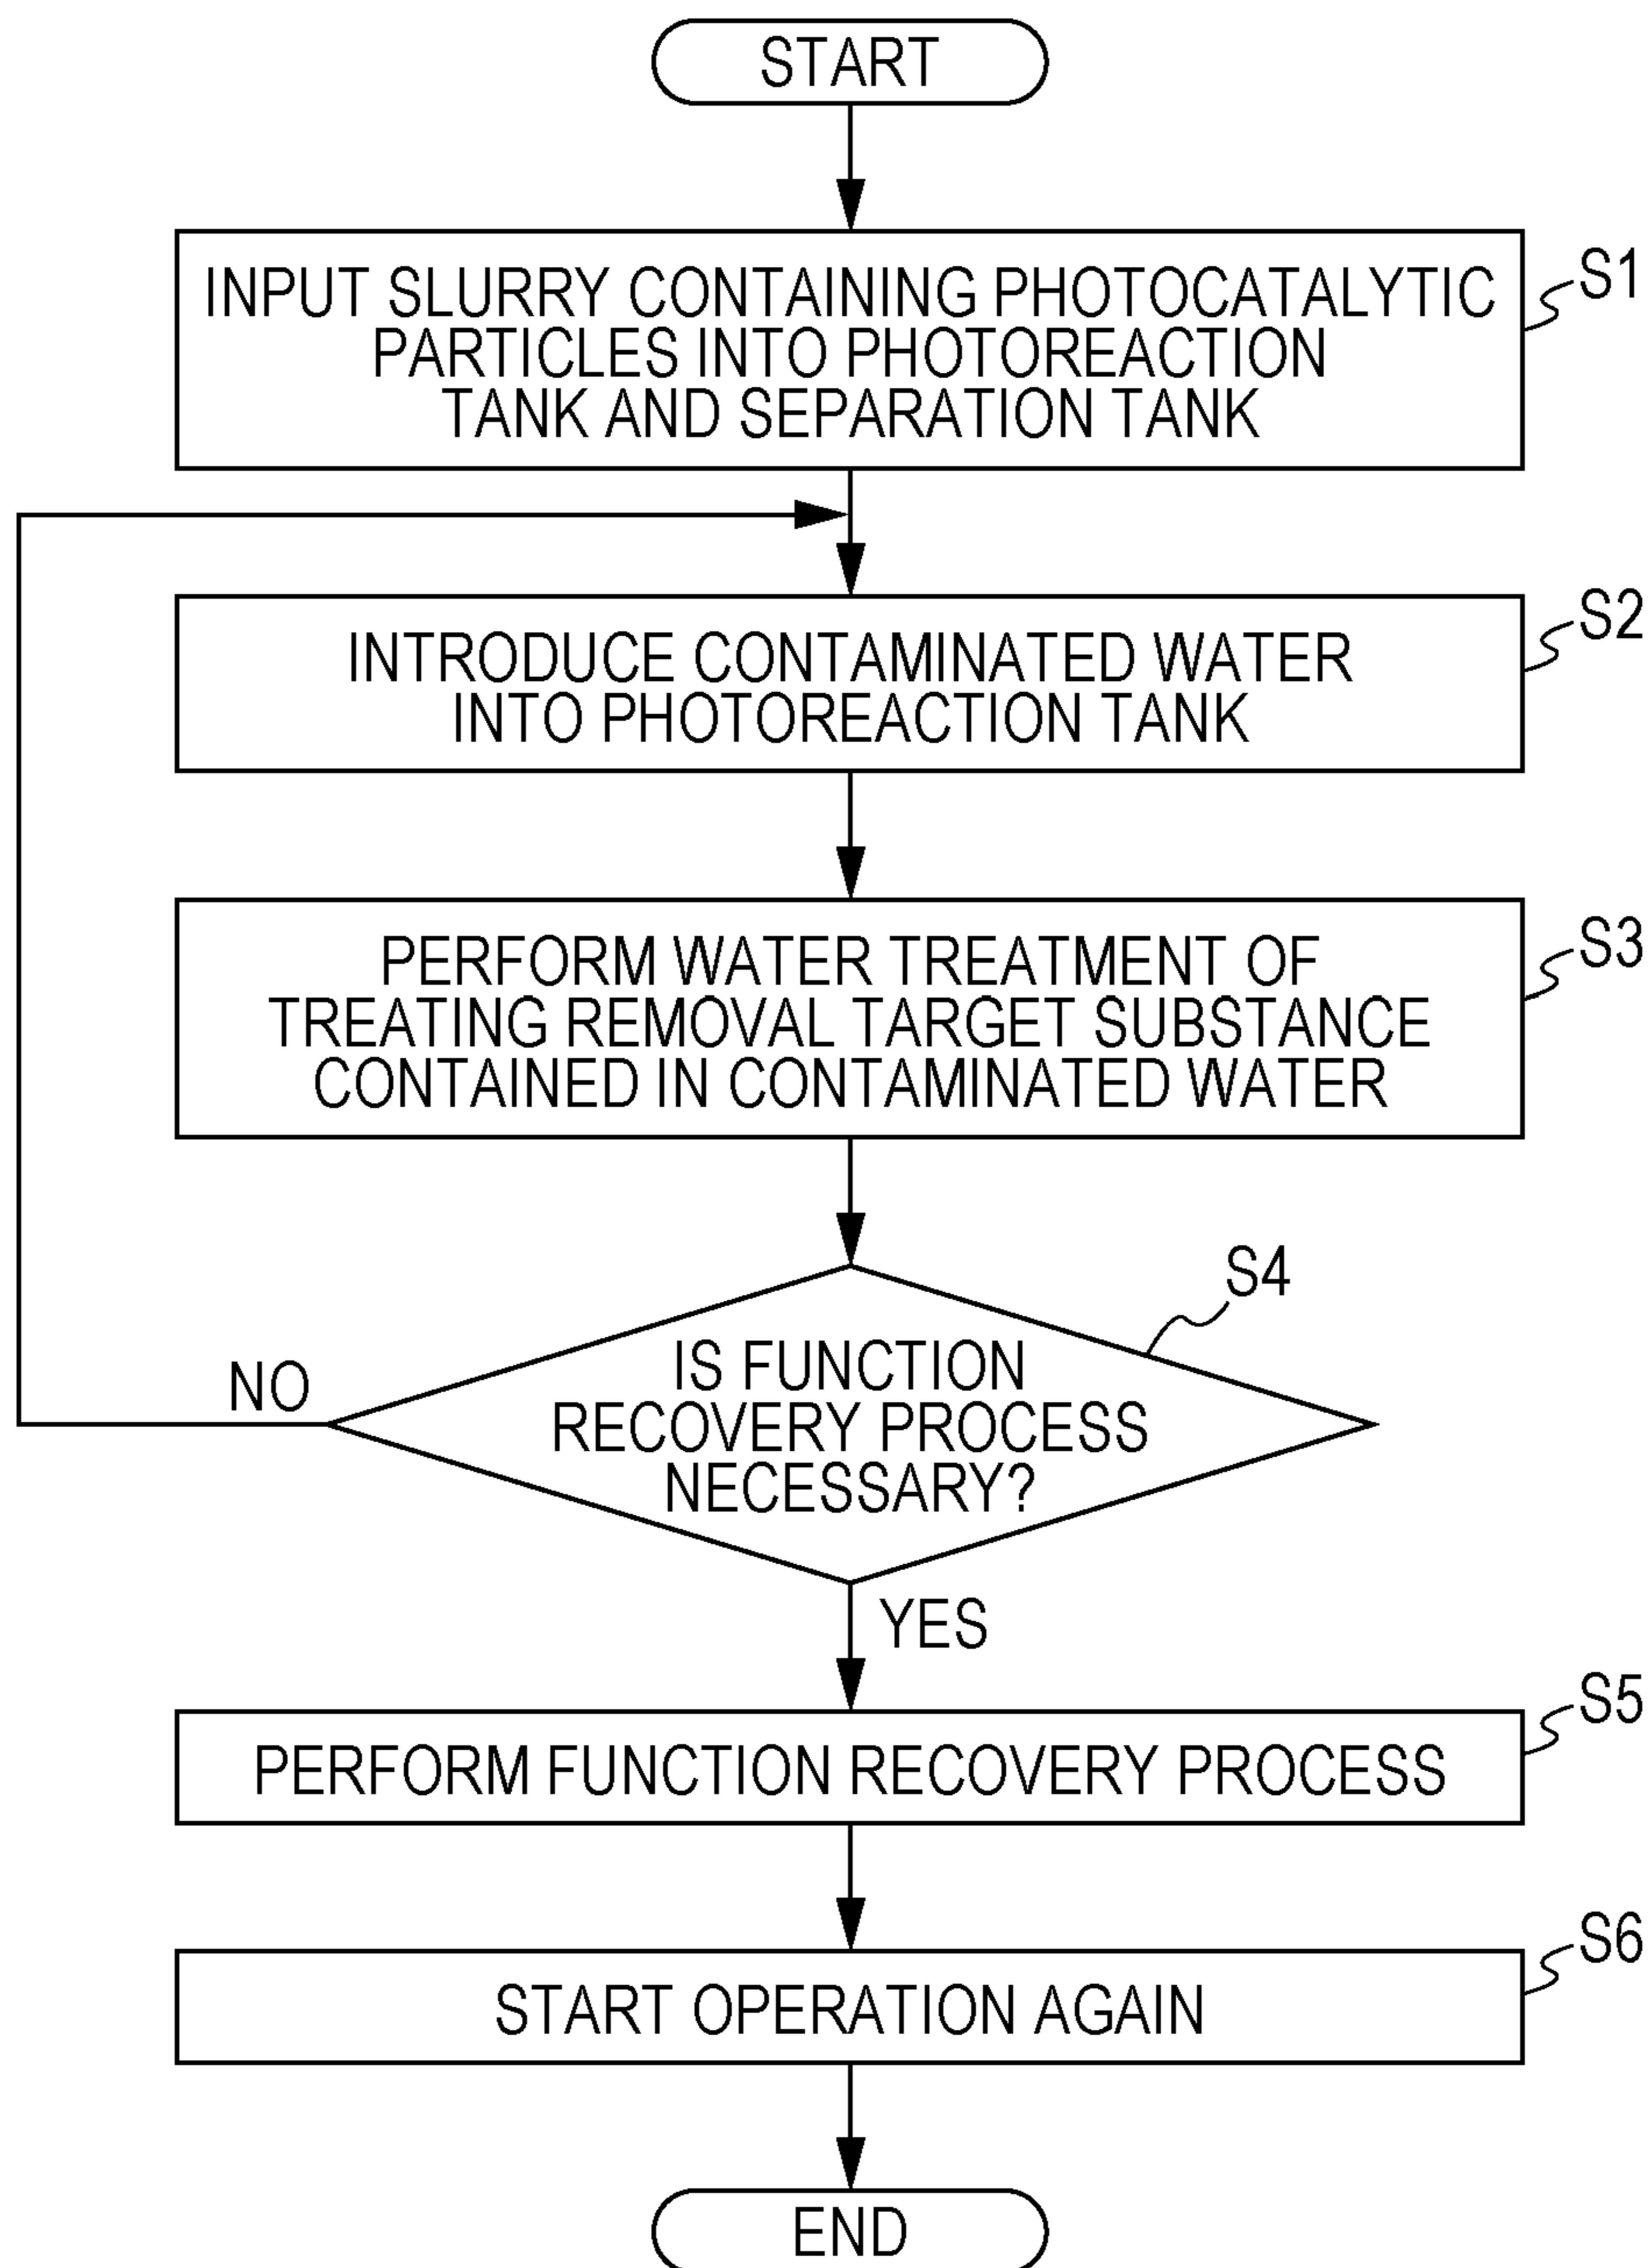 START
INPUT SLURRY CONTAINING PHOTOCATALYTIC
PARTICLES INTO PHOTOREACTION
TANK AND SEPARATION TANK
S1
INTRODUCE CONTAMINATED WATER
INTO PHOTOREACTION TANK
S2
PERFORM WATER TREATMENT OF
TREATING REMOVAL TARGET SUBSTANCE
CONTAINED IN CONTAMINATED WATER
S3
IS FUNCTION
RECOVERY PROCESS
NECESSARY?
S4
NO
YES
PERFORM FUNCTION RECOVERY PROCESS
S5
START OPERATION AGAIN
S6
END